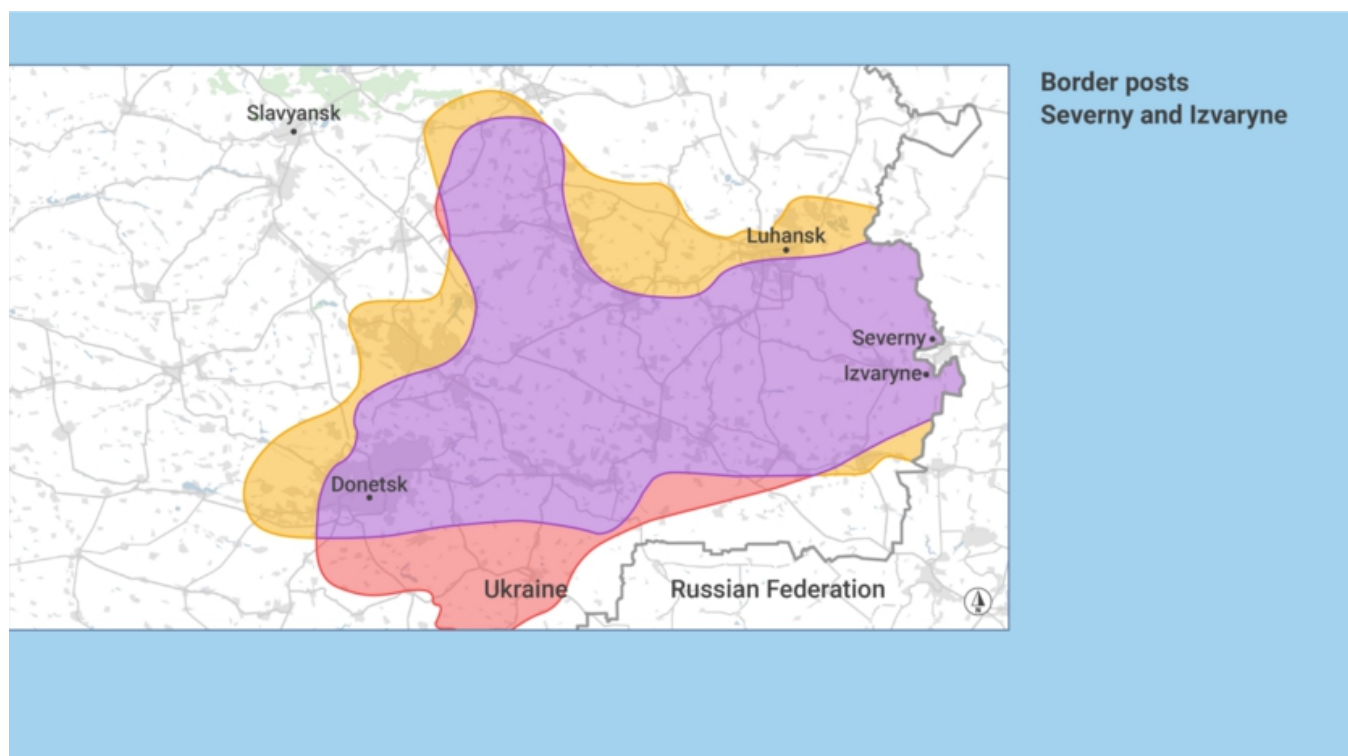 Border posts
Severny and Izvaryne
Slavyansk
Luhansk
Severny
Izvaryne
Donetsk
Ukraine
Russian Federation